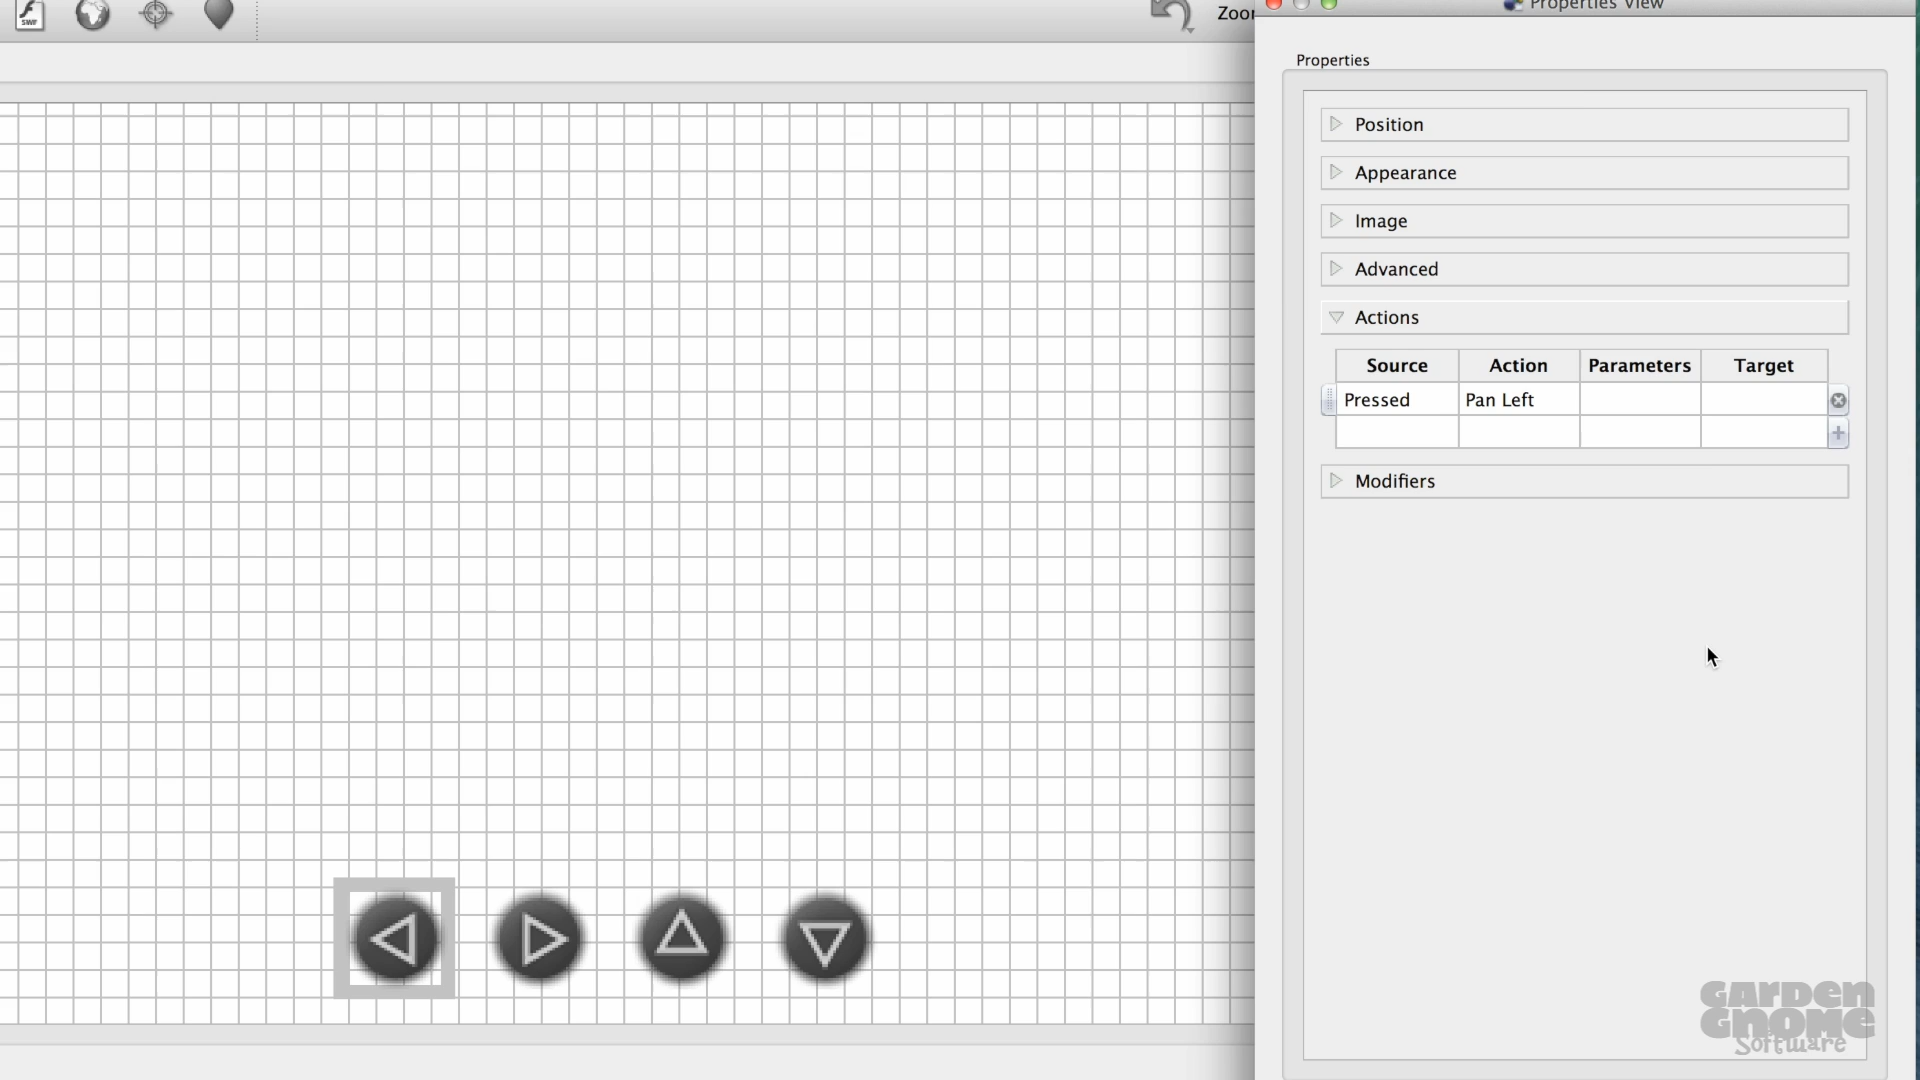 SWF
Zoo
Properties View
Properties
Position
Appearance
Image
Advanced
Actions
Source Action Parameters Target
Pressed Pan Left
Modifiers
GARDEN
GNOME
Software